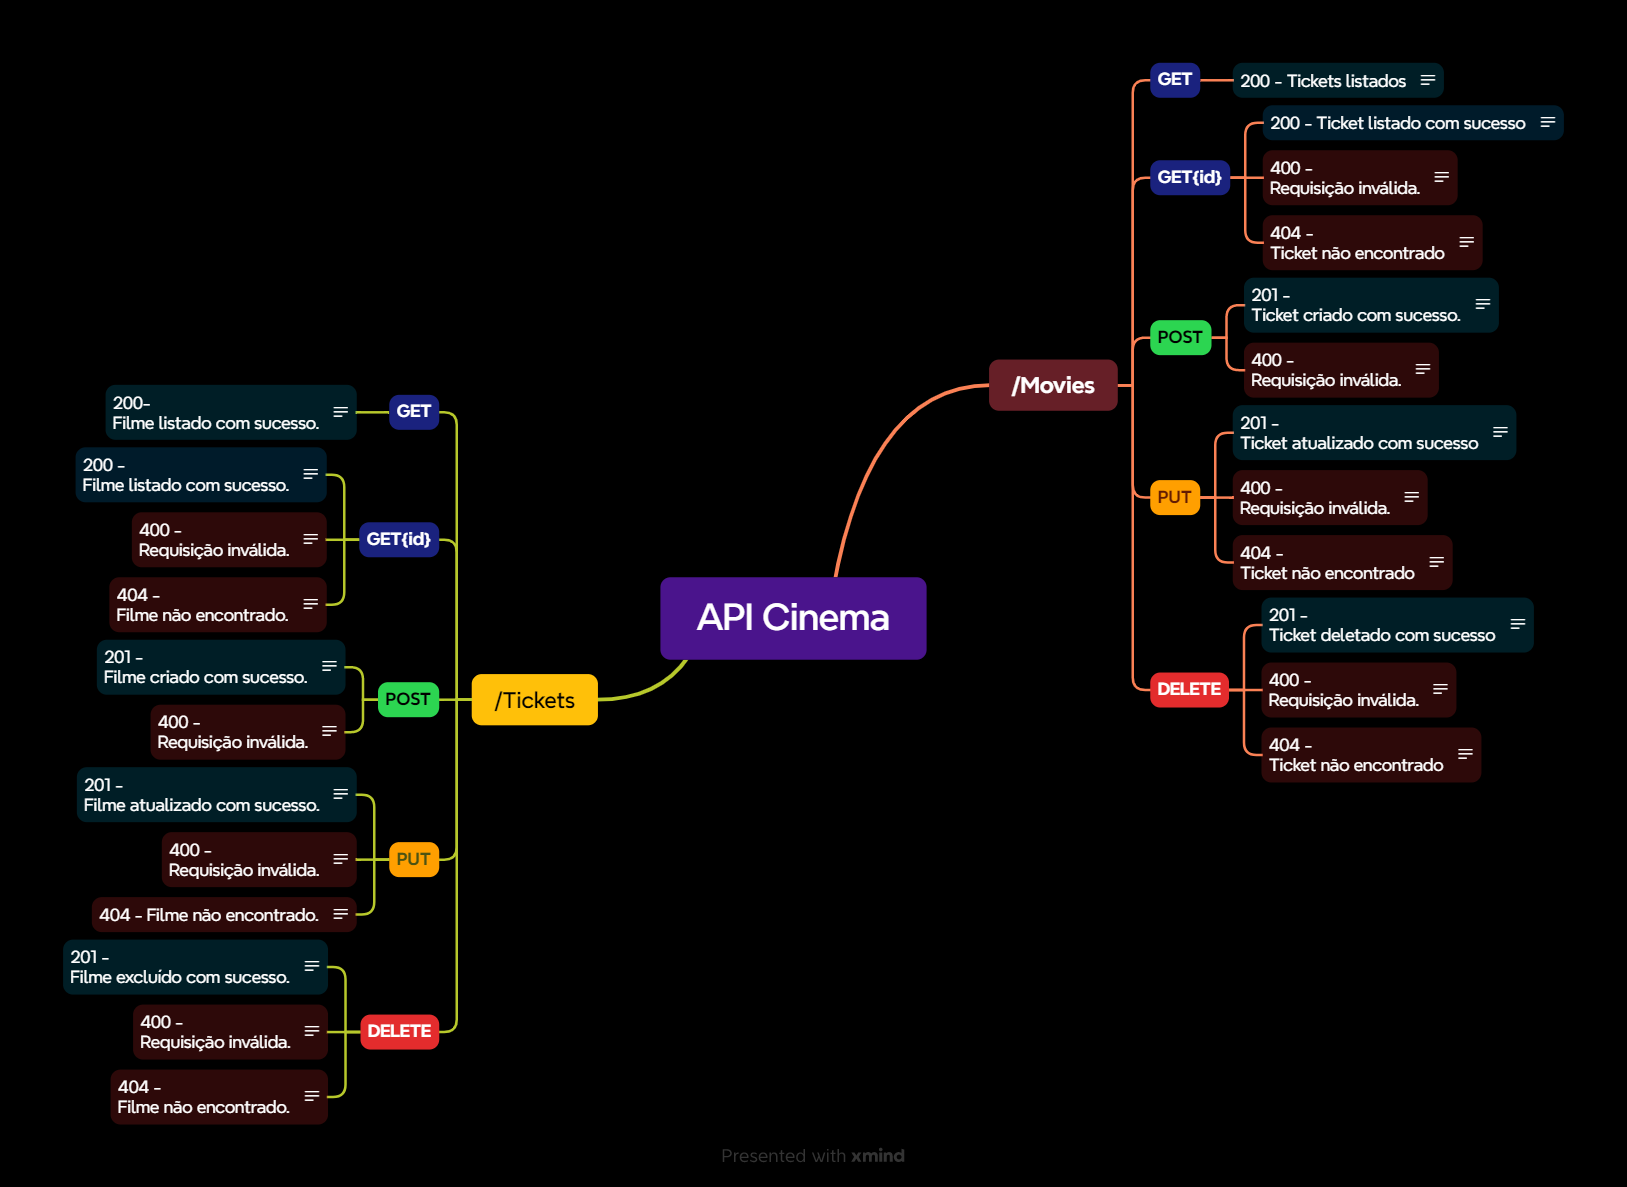 API Cinema
/Movies
GET
200 - Tickets listados
GET{id}
200 - Ticket listado com sucesso
400 -
Requisição inválida.
404 -
Ticket não encontrado
POST
201 -
Ticket criado com sucesso.
400 -
Requisição inválida.
PUT
201 -
Ticket atualizado com sucesso
400 -
Requisição inválida.
404 -
Ticket não encontrado
DELETE
201 -
Ticket deletado com sucesso
400 -
Requisição inválida.
404 -
Ticket não encontrado
/Tickets
GET
200-
Filme listado com sucesso.
GET{id}
200 -
Filme listado com sucesso.
400 -
Requisição inválida.
404 -
Filme não encontrado.
POST
201 -
Filme criado com sucesso.
400 -
Requisição inválida.
PUT
201 -
Filme atualizado com sucesso.
400 -
Requisição inválida.
404 - Filme não encontrado.
DELETE
201 -
Filme excluído com sucesso.
400 -
Requisição inválida.
404 -
Filme não encontrado.
Presented with xmind